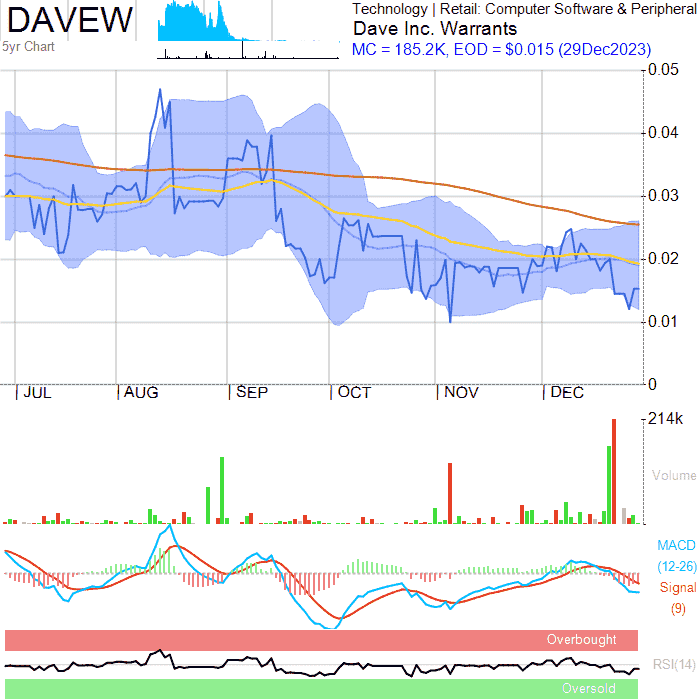 DAVEW
5yr Chart
Technology | Retail: Computer Software & Peripheral
Dave Inc. Warrants
MC = 185.2K, EOD = $0.015 (29Dec2023)
0.05
0.04
0.03
0.02
0.01
0
JUL AUG SEP OCT NOV DEC
214k
Volume
MACD
(12-26)
Signal
(9)
Overbought
RSI(14)
Oversold